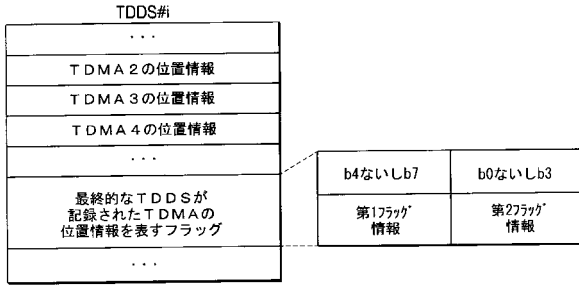 TDDS#i
・・・
ＴＤＭＡ２の位置情報
ＴＤＭＡ３の位置情報
ＴＤＭＡ４の位置情報
・・・
最終的なＴＤＤＳが
記録されたＴＤＭＡの
位置情報を表すフラッグ
・・・
b4ないしb7
b0ないしb3
第1ﾌﾗｯｸﾞ
情報
第2ﾌﾗｯｸﾞ
情報